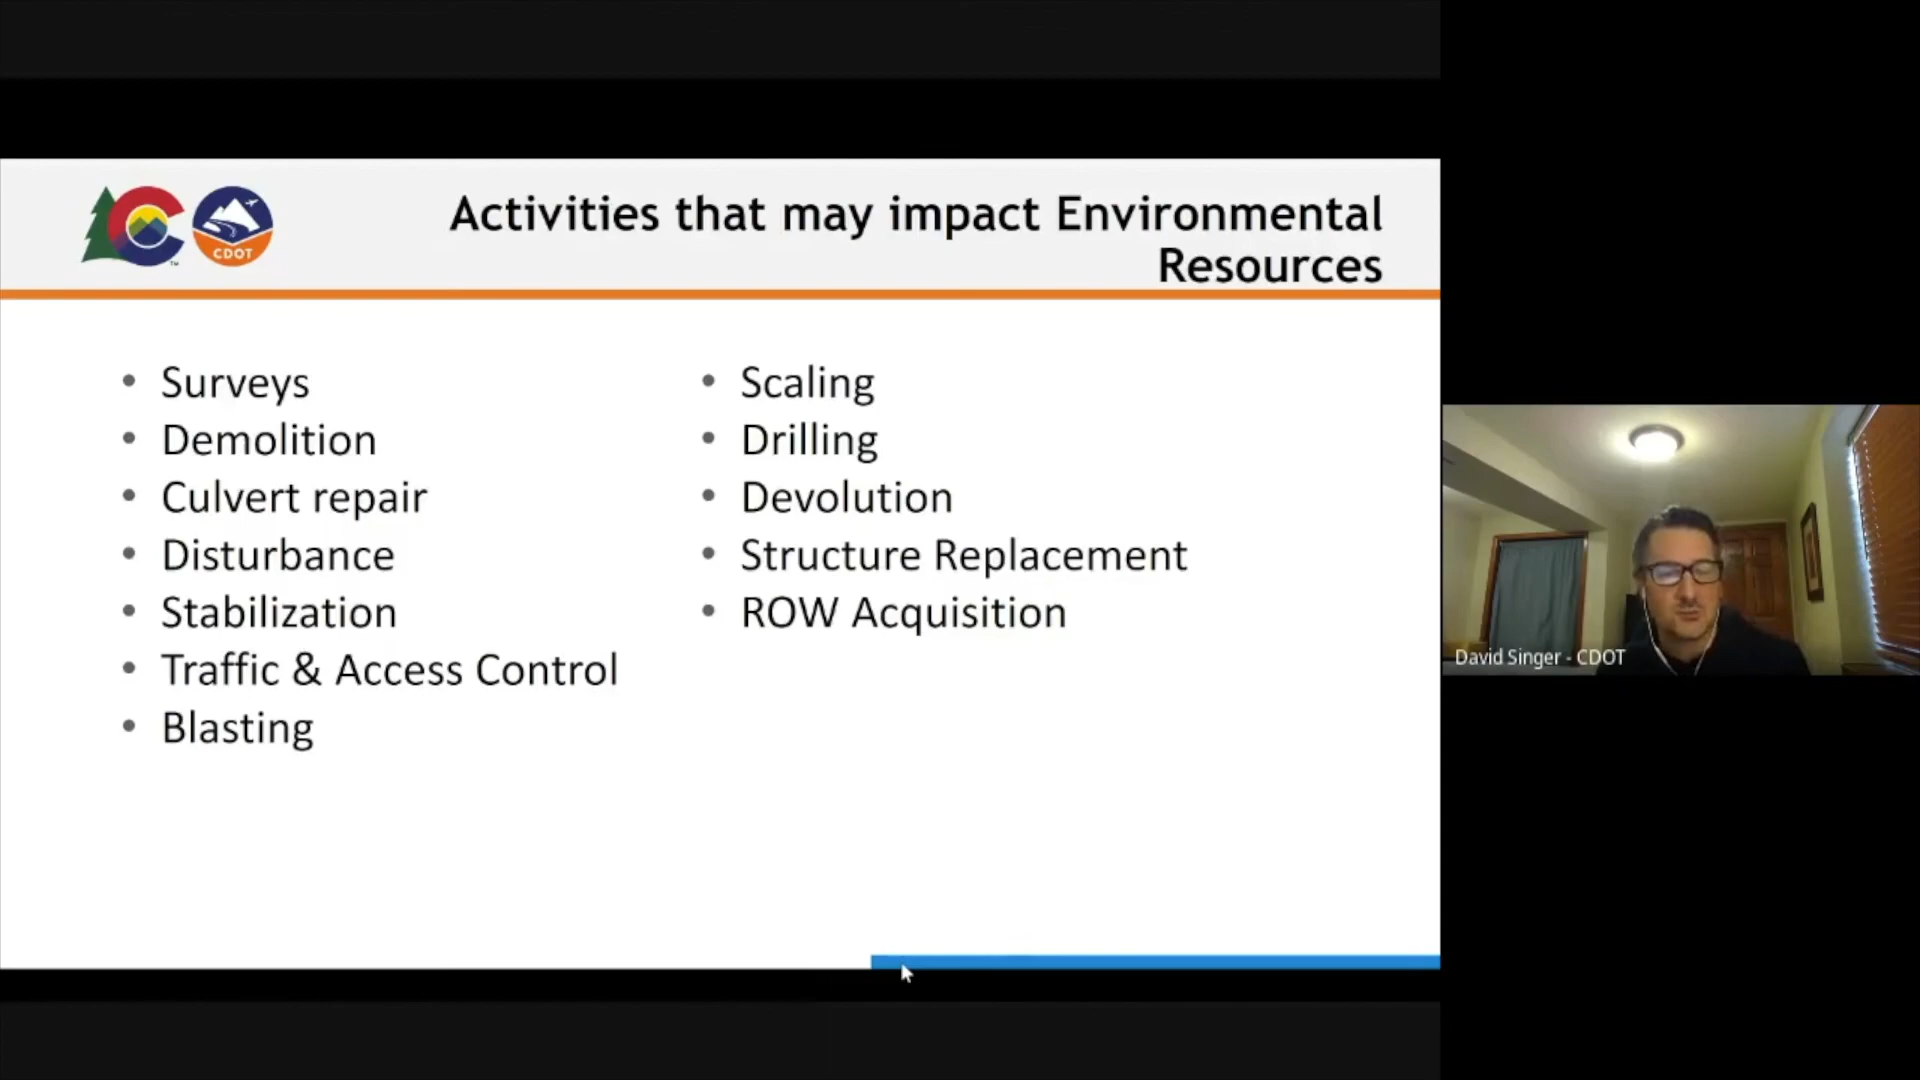 CDOT
Activities that may impact Environmental
Resources
• Surveys
• Demolition
• Culvert repair
• Disturbance
• Stabilization
• Traffic & Access Control
• Blasting
• Scaling
• Drilling
• Devolution
• Structure Replacement
• ROW Acquisition
David Singer - CDOT